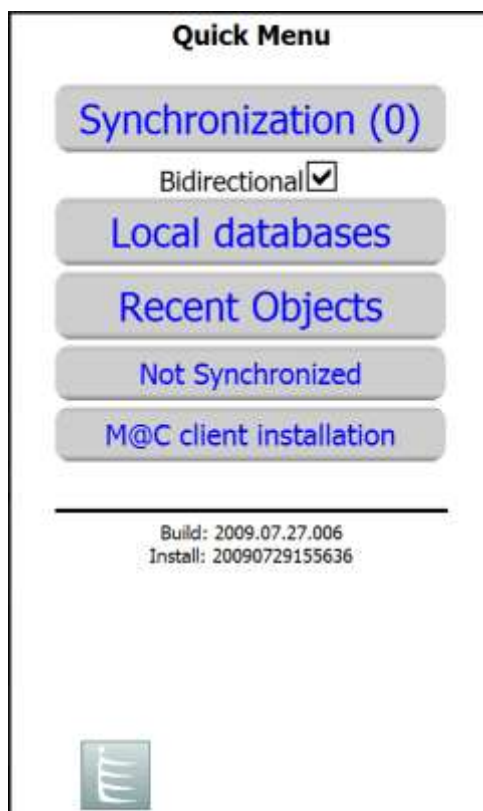 Quick Menu
Synchronization (0)
Bidirectional
Local databases
Recent Objects
Not Synchronized
M@C client installation
Build: 2009.07.27.006
Install: 20090729155636